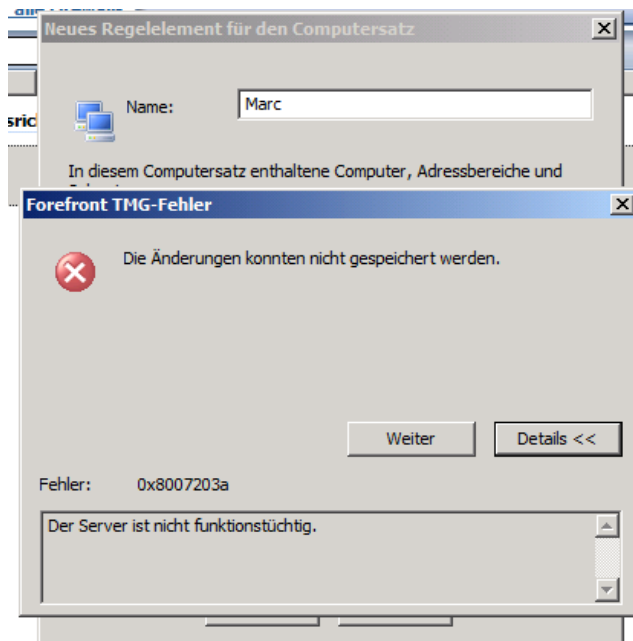 Neues Regelelement für den Computersatz
Name:
Marc
In diesem Computersatz enthaltene Computer, Adressbereiche und
Forefront TMG-Fehler
Die Änderungen konnten nicht gespeichert werden.
Weiter
Details <<
Fehler:
0x8007203a
Der Server ist nicht funktionstüchtig.